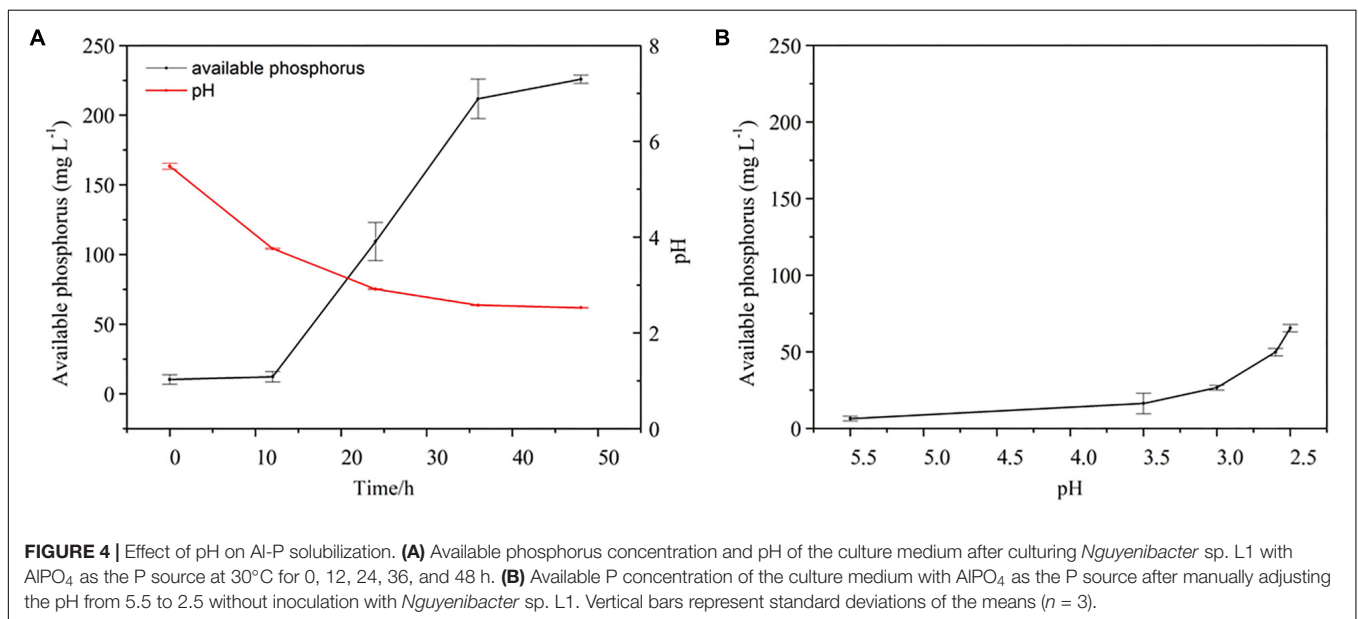 A
B
250
200
150
100
50
0
Available phosphorus (mg L⁻¹)
available phosphorus
pH
8
6
4
2
0
pH
0 10 20 30 40 50
Time/h
250
200
150
100
50
0
Available phosphorus (mg L⁻¹)
5.5 5.0 4.5 4.0 3.5 3.0 2.5
pH
FIGURE 4 | Effect of pH on Al-P solubilization. (A) Available phosphorus concentration and pH of the culture medium after culturing Nguyenibacter sp. L1 with
AlPO₄ as the P source at 30°C for 0, 12, 24, 36, and 48 h. (B) Available P concentration of the culture medium with AlPO₄ as the P source after manually adjusting
the pH from 5.5 to 2.5 without inoculation with Nguyenibacter sp. L1. Vertical bars represent standard deviations of the means (n = 3).